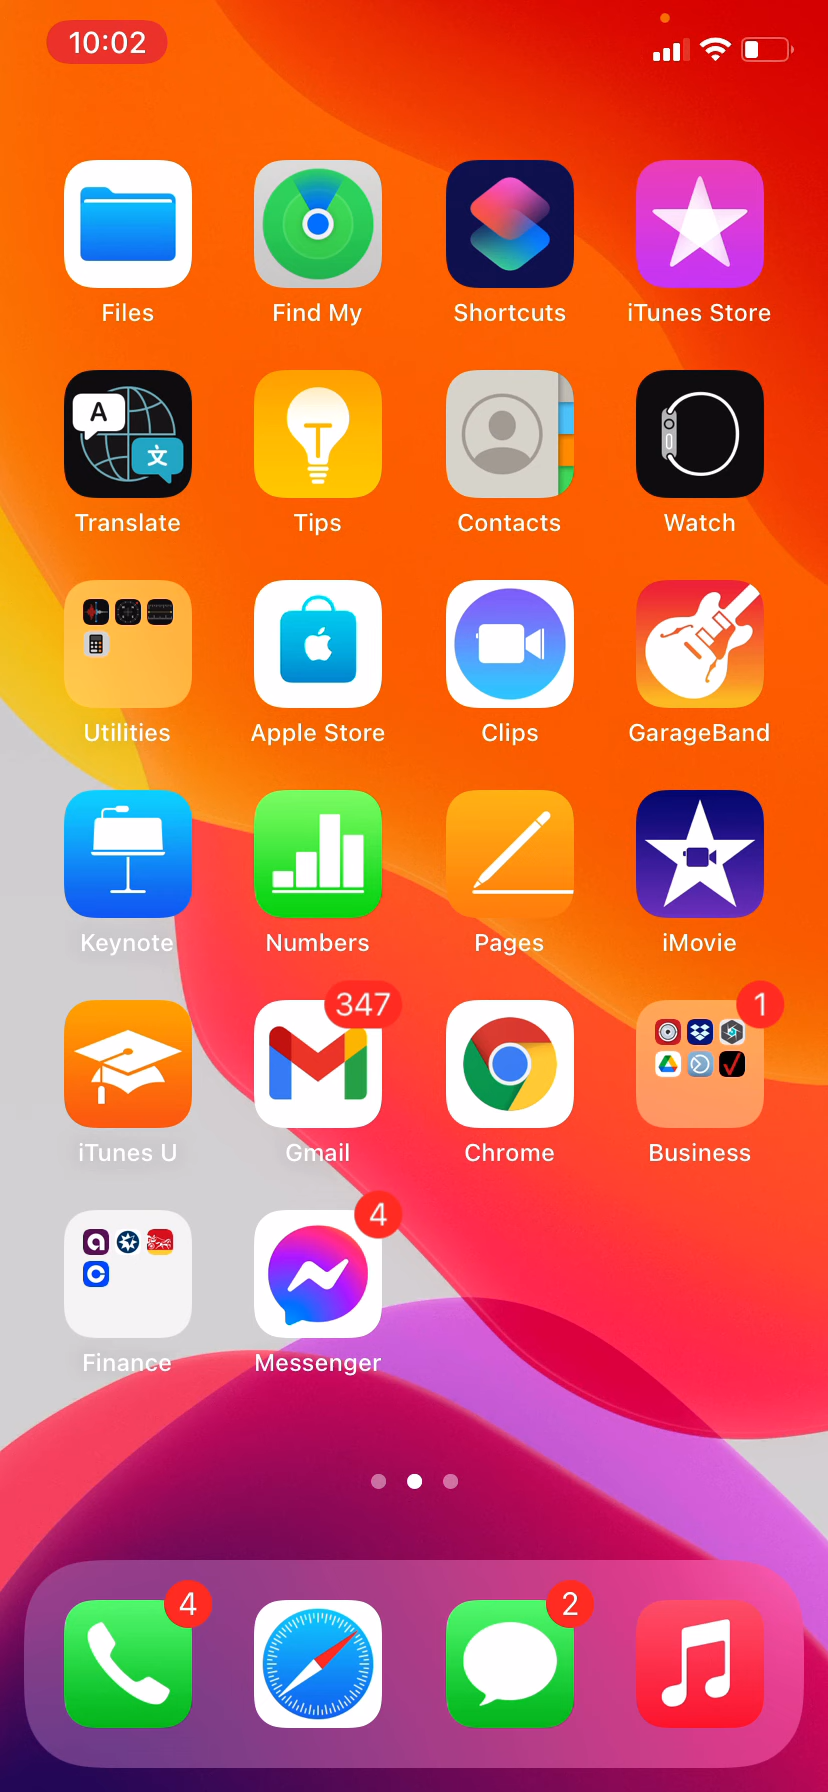 10:02
Files Find My Shortcuts iTunes Store
A 文
Translate Tips Contacts Watch
Utilities Apple Store Clips GarageBand
Keynote Numbers Pages iMovie
347 1
iTunes U Gmail Chrome Business
4
Finance Messenger
4 2